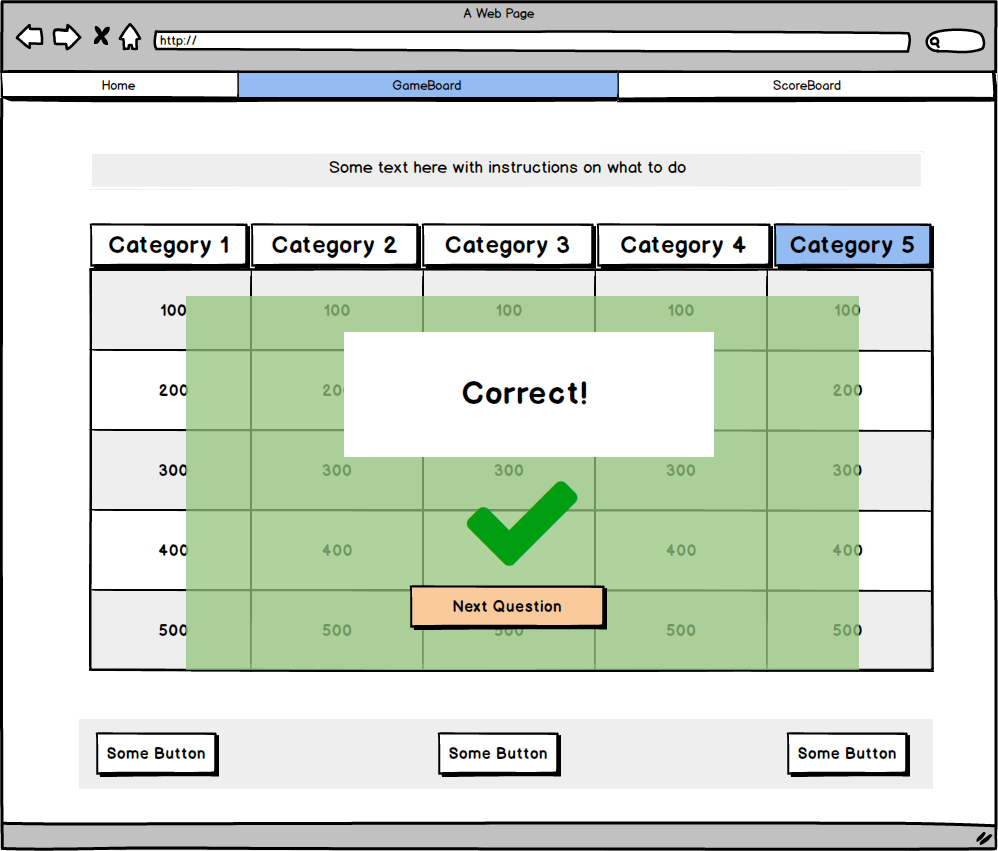 A Web Page
http://
Home GameBoard ScoreBoard
Some text here with instructions on what to do
Category 1 Category 2 Category 3 Category 4 Category 5
100 100 100 100 100
200 20 200
Correct!
300 300 300 300 300
400 400 400 400
Next Question
500 500 500 500 500
Some Button Some Button Some Button